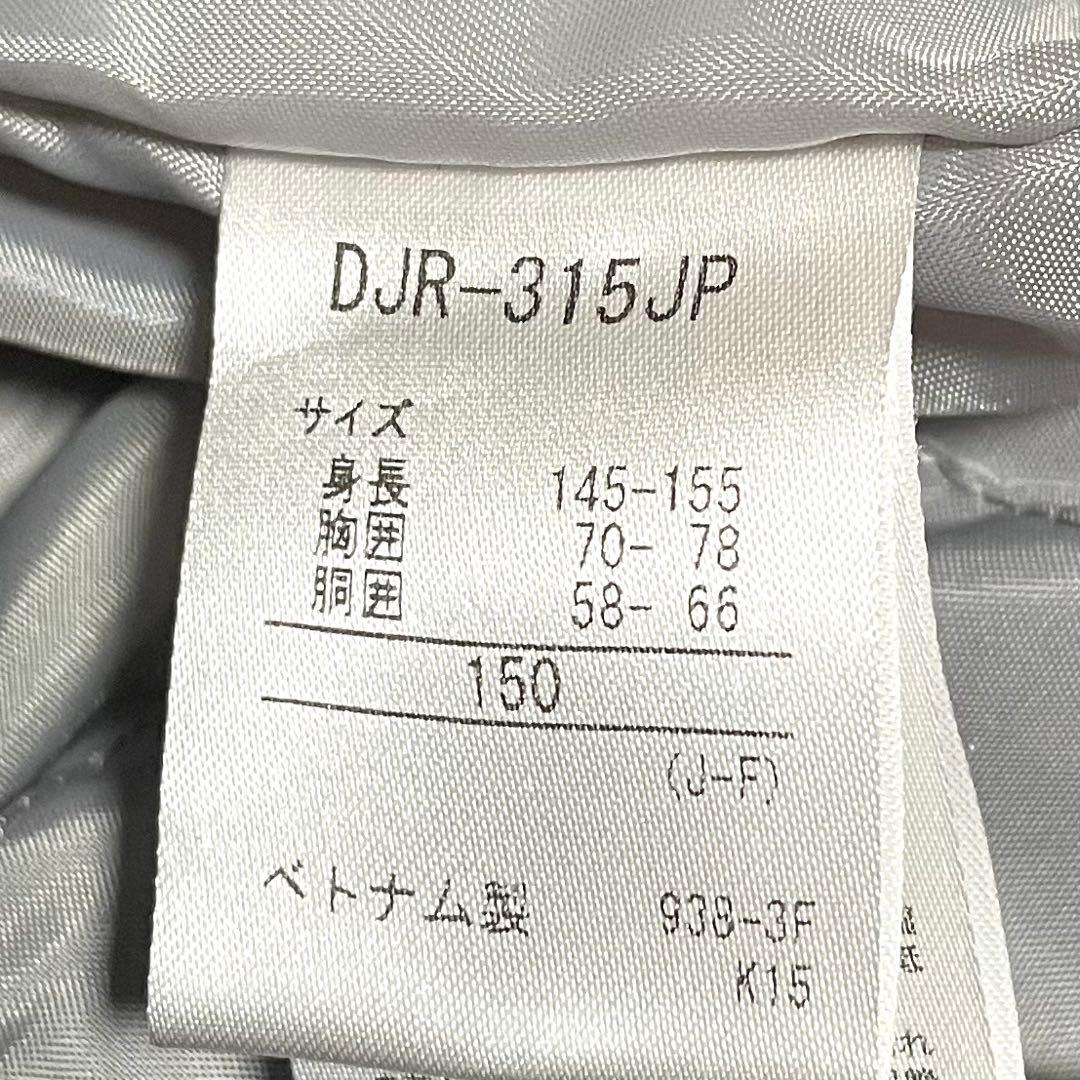 DJR-315JP
サイズ
身長 145-155
胸囲 70- 78
胴囲 58- 66
150
(J-F)
ベトナム製 938-3F
K15